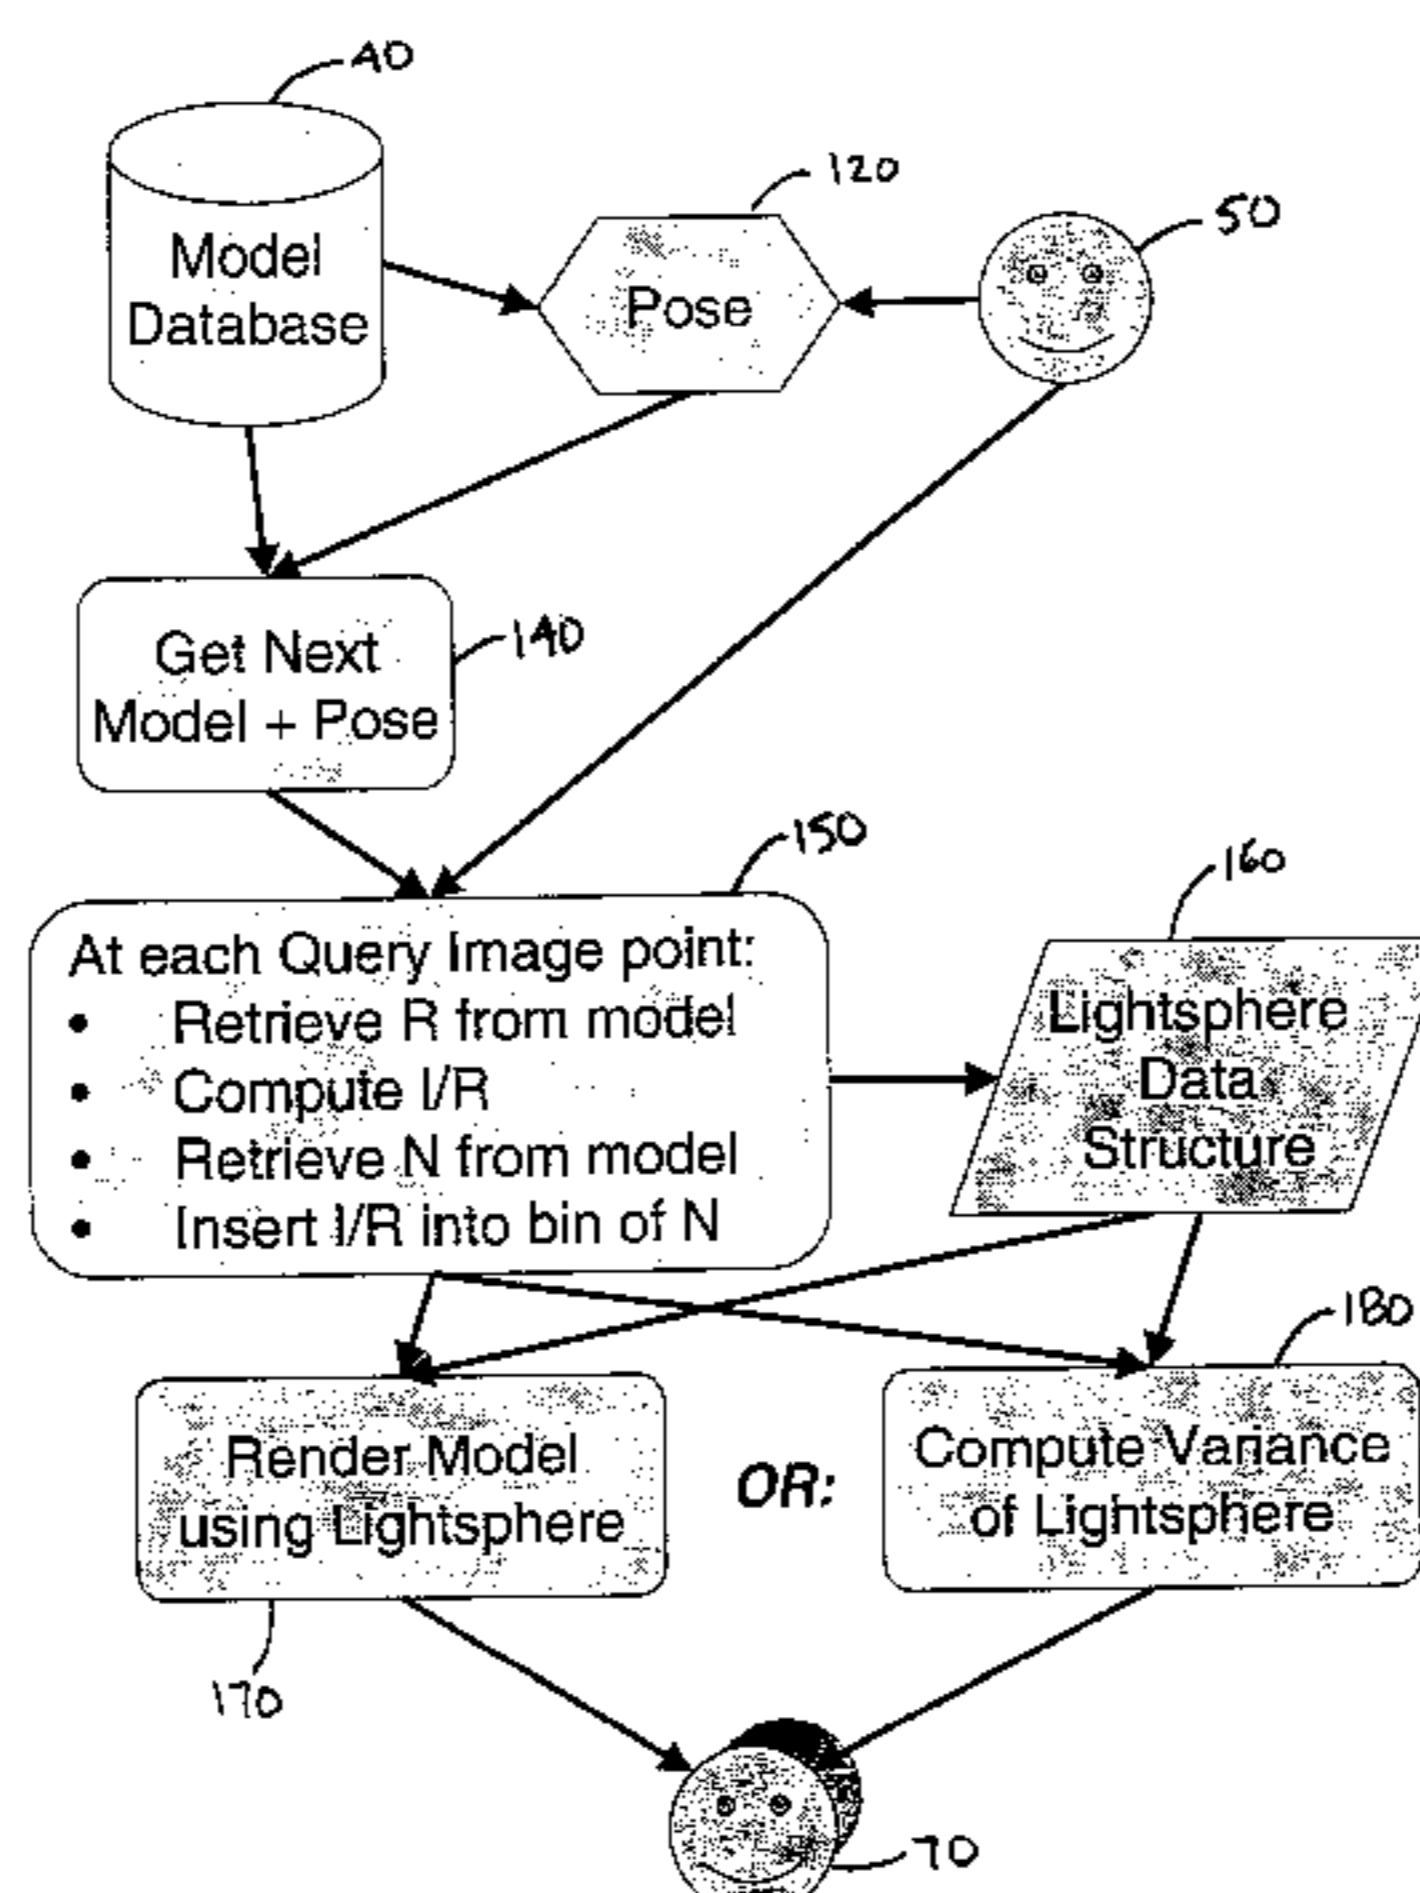 40
120
50
Model
Database
Pose
Get Next
Model + Pose
140
150
160
At each Query Image point:
• Retrieve R from model
• Compute I/R
• Retrieve N from model
• Insert I/R into bin of N
Lightsphere
Data
Structure
180
Render Model
using Lightsphere
OR:
Compute Variance
of Lightsphere
170
70